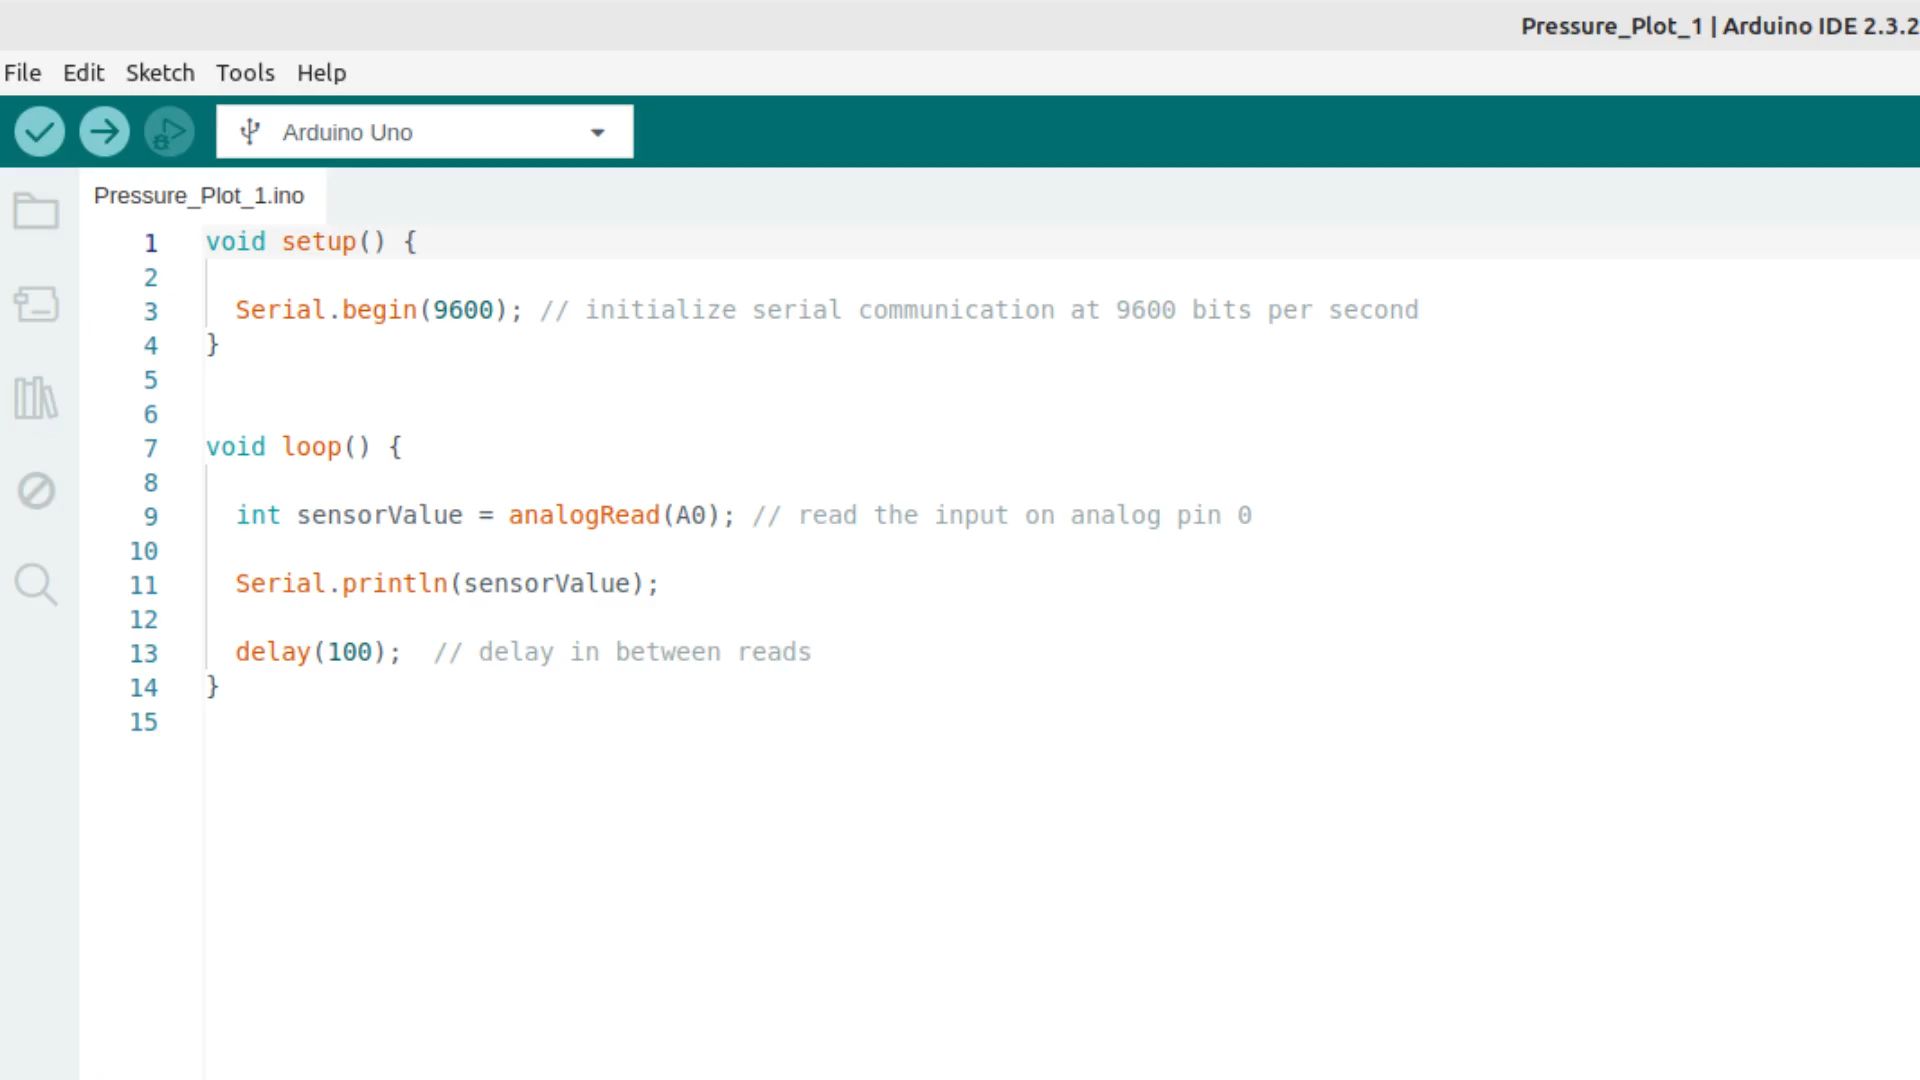 Pressure_Plot_1 | Arduino IDE 2.3.2
File Edit Sketch Tools Help
Arduino Uno
Pressure_Plot_1.ino
1 void setup() {
2
3 Serial.begin(9600); // initialize serial communication at 9600 bits per second
4 }
5
6
7 void loop() {
8
9 int sensorValue = analogRead(A0); // read the input on analog pin 0
10
11 Serial.println(sensorValue);
12
13 delay(100); // delay in between reads
14 }
15